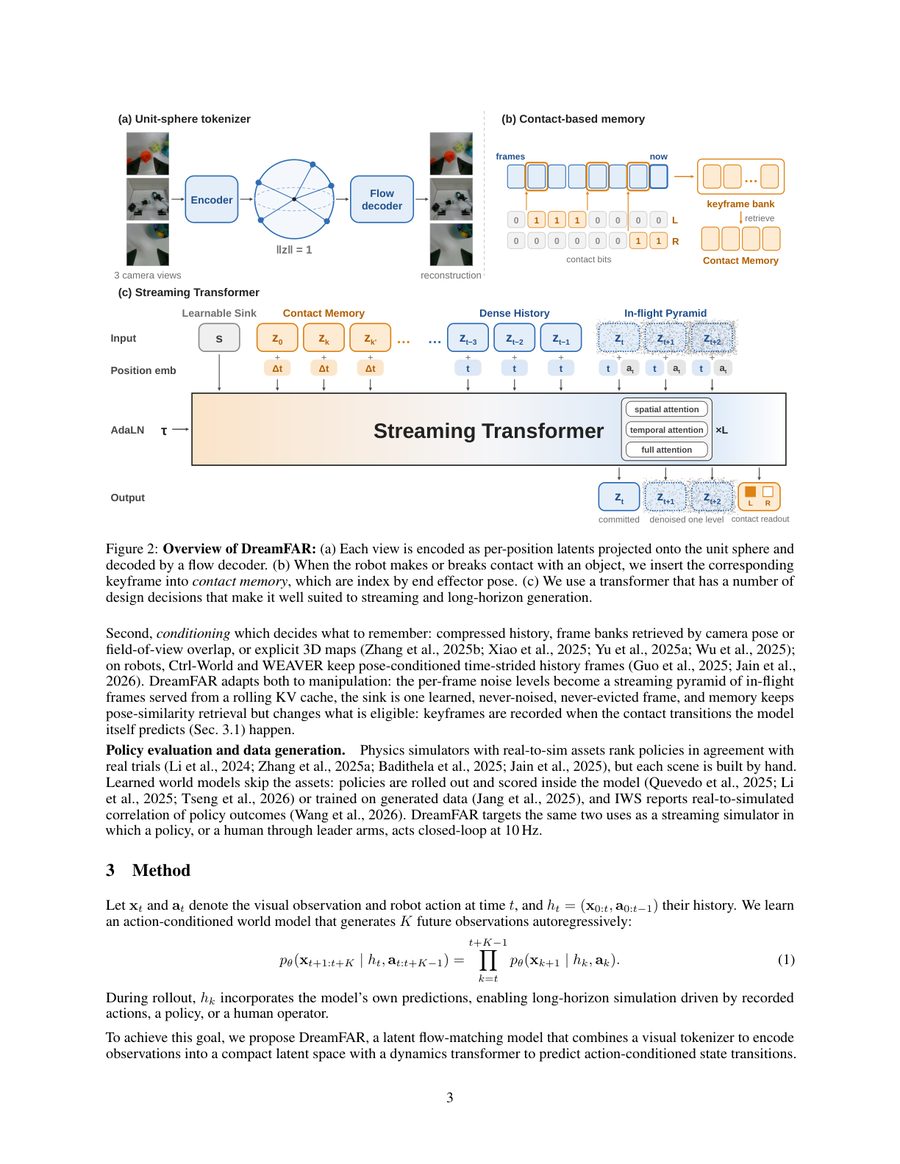 (a) Unit-sphere tokenizer
3 camera views
Encoder
‖z‖ = 1
Flow
decoder
reconstruction
(b) Contact-based memory
frames
now
0 1 1 1 0 0 0 0 L
0 0 0 0 0 0 1 1 R
contact bits
...
keyframe bank
retrieve
Contact Memory
(c) Streaming Transformer
Learnable Sink Contact Memory Dense History In-flight Pyramid
Input s z₀ zₖ zₖ' ... ... zₜ₋₃ zₜ₋₂ zₜ₋₁ zₜ zₜ₊₁ zₜ₊₂
+ + + + + + + + +
Position emb Δt Δt Δt t t t t aₜ t aₜ t aₜ
AdaLN τ
Streaming Transformer
spatial attention
temporal attention
full attention
×L
Output zₜ zₜ₊₁ zₜ₊₂ L R
committed denoised one level contact readout
Figure 2: Overview of DreamFAR: (a) Each view is encoded as per-position latents projected onto the unit sphere and
decoded by a flow decoder. (b) When the robot makes or breaks contact with an object, we insert the corresponding
keyframe into contact memory, which are index by end effector pose. (c) We use a transformer that has a number of
design decisions that make it well suited to streaming and long-horizon generation.
Second, conditioning which decides what to remember: compressed history, frame banks retrieved by camera pose or
field-of-view overlap, or explicit 3D maps (Zhang et al., 2025b; Xiao et al., 2025; Yu et al., 2025a; Wu et al., 2025);
on robots, Ctrl-World and WEAVER keep pose-conditioned time-strided history frames (Guo et al., 2025; Jain et al.,
2026). DreamFAR adapts both to manipulation: the per-frame noise levels become a streaming pyramid of in-flight
frames served from a rolling KV cache, the sink is one learned, never-noised, never-evicted frame, and memory keeps
pose-similarity retrieval but changes what is eligible: keyframes are recorded when the contact transitions the model
itself predicts (Sec. 3.1) happen.
Policy evaluation and data generation. Physics simulators with real-to-sim assets rank policies in agreement with
real trials (Li et al., 2024; Zhang et al., 2025a; Badithela et al., 2025; Jain et al., 2025), but each scene is built by hand.
Learned world models skip the assets: policies are rolled out and scored inside the model (Quevedo et al., 2025; Li
et al., 2025; Tseng et al., 2026) or trained on generated data (Jang et al., 2025), and IWS reports real-to-simulated
correlation of policy outcomes (Wang et al., 2026). DreamFAR targets the same two uses as a streaming simulator in
which a policy, or a human through leader arms, acts closed-loop at 10 Hz.
3 Method
Let xₜ and aₜ denote the visual observation and robot action at time t, and hₜ = (x₀:ₜ, a₀:ₜ₋₁) their history. We learn
an action-conditioned world model that generates K future observations autoregressively:
p_θ(x_{t+1:t+K} | h_t, a_{t:t+K−1}) = ∏_{k=t}^{t+K−1} p_θ(x_{k+1} | h_k, a_k). (1)
During rollout, hₖ incorporates the model's own predictions, enabling long-horizon simulation driven by recorded
actions, a policy, or a human operator.
To achieve this goal, we propose DreamFAR, a latent flow-matching model that combines a visual tokenizer to encode
observations into a compact latent space with a dynamics transformer to predict action-conditioned state transitions.
3